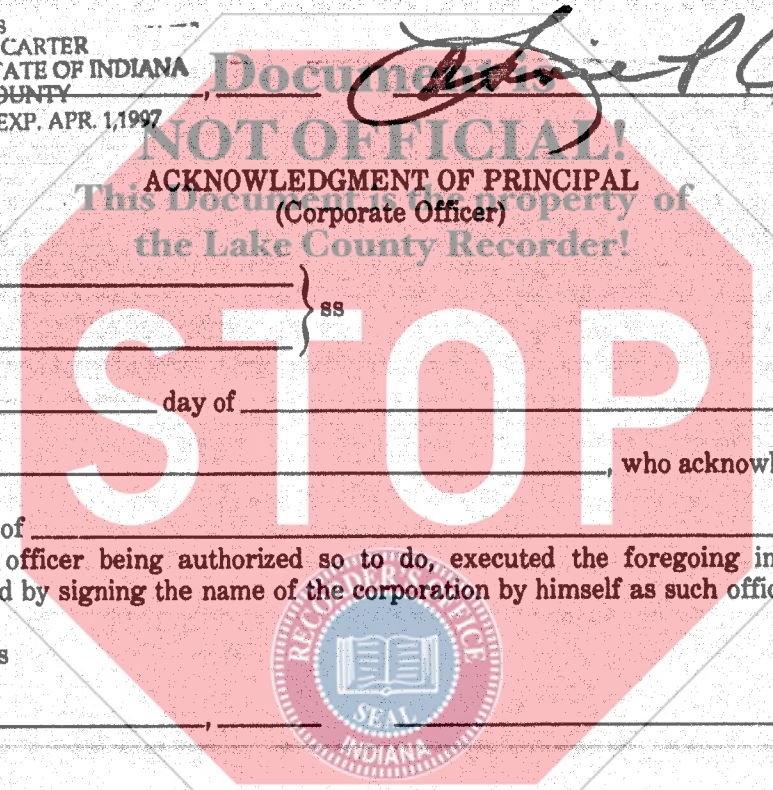 S
CARTER
TATE OF INDIANA
OUNTY
EXP. APR. 1,1997
Document is
NOT OFFICIAL!
ACKNOWLEDGMENT OF PRINCIPAL
This Document is the property of
(Corporate Officer)
the Lake County Recorder!
ss
STOP
day of
, who acknowl
of
officer being authorized so to do, executed the foregoing in
d by signing the name of the corporation by himself as such offic
s
RECORDER'S OFFICE
SEAL
INDIANA